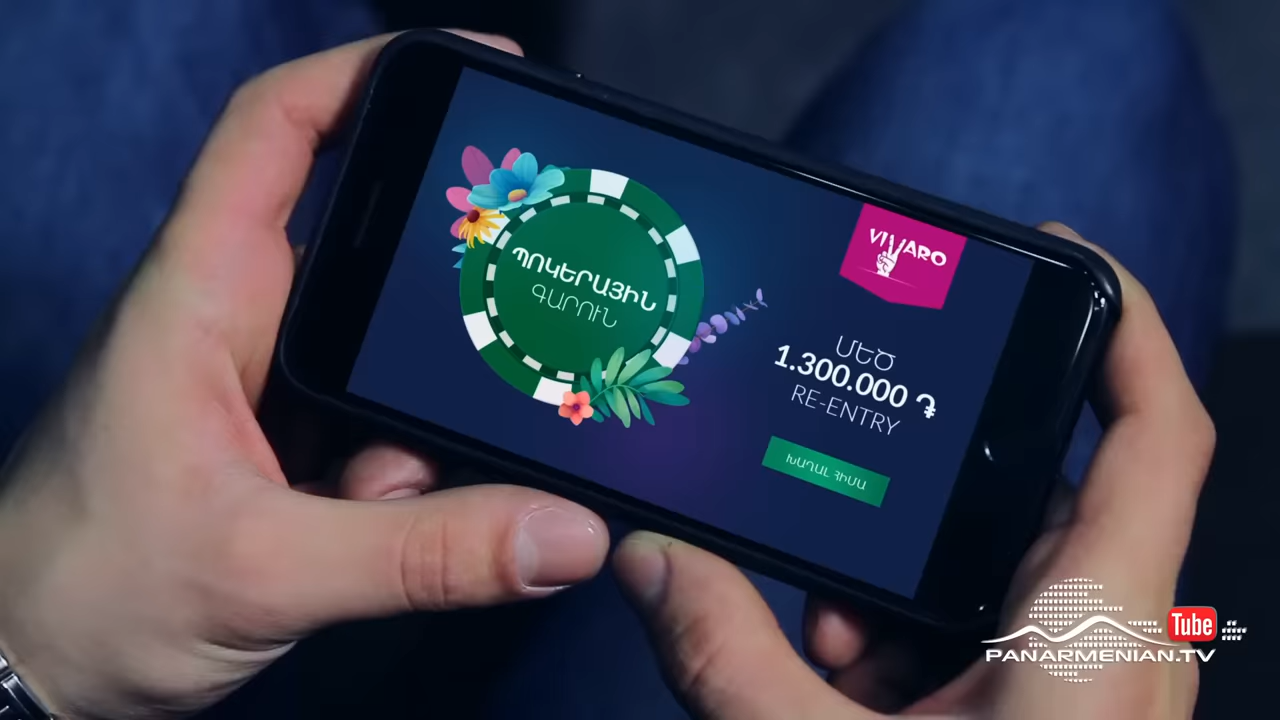 ՊՈԿԵՐԱՅԻՆ
ԳԱՐՈՒՆ
VIVARO
ՄԵԾ
1.300.000 ֏
RE-ENTRY
ԽԱՂԱԼ ՀԻՄԱ
Tube
PANARMENIAN.TV